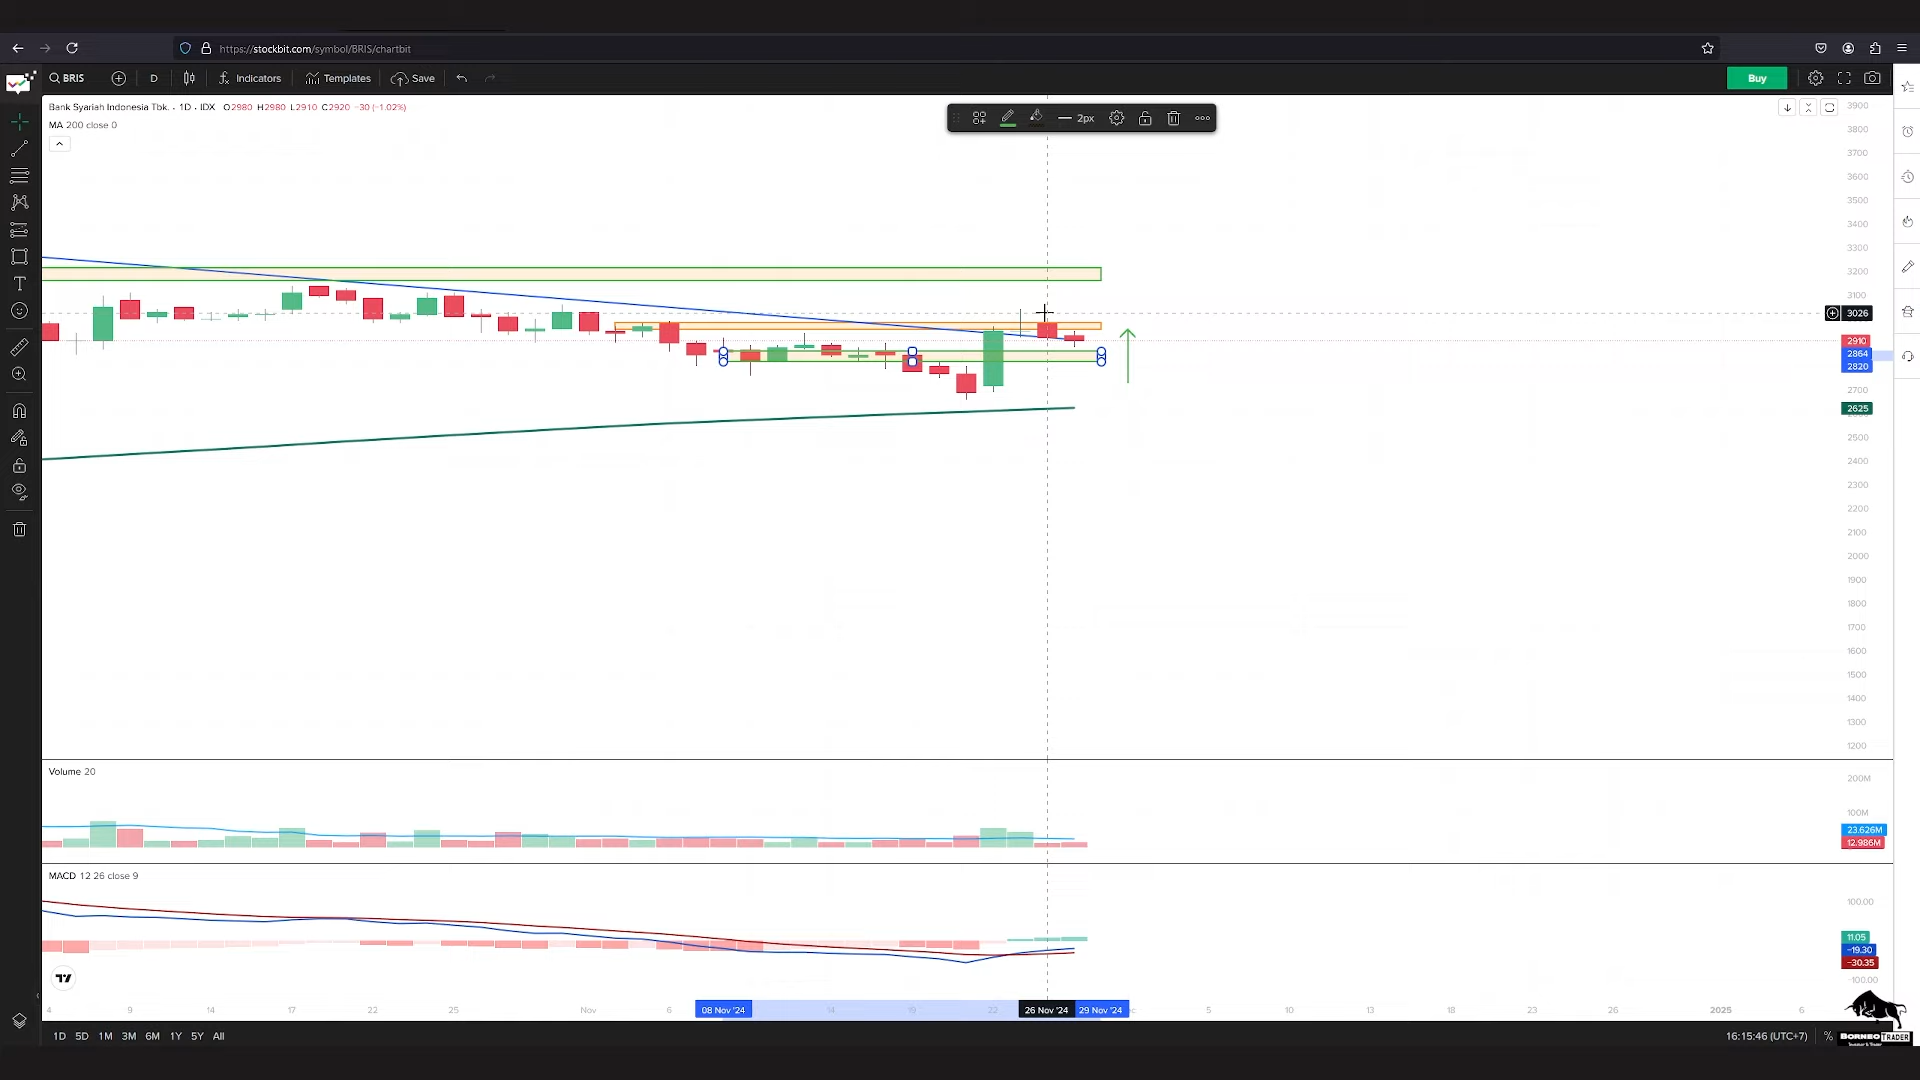 https://stockbit.com/symbol/BRIS/chartbit
BRIS D Indicators Templates Save Buy
Bank Syariah Indonesia Tbk. · 1D · IDX O2980 H2980 L2910 C2920 −30 (−1.02%)
MA 200 close 0
2px
3900
3800
3700
3600
3500
3400
3300
3200
3100
3026
2910
2864
2820
2700
2625
2500
2400
2300
2200
2100
2000
1900
1800
1700
1600
1500
1400
1300
1200
Volume 20
200M
100M
23.626M
12.986M
MACD 12 26 close 9
100.00
11.05
−19.30
−30.35
−100.00
4 9 14 17 22 25 Nov 6 08 Nov '24 14 19 22 26 Nov '24 29 Nov '24 5 10 13 18 23 26 2025 6
1D 5D 1M 3M 6M 1Y 5Y All 16:15:46 (UTC+7) %
BORNEO TRADER